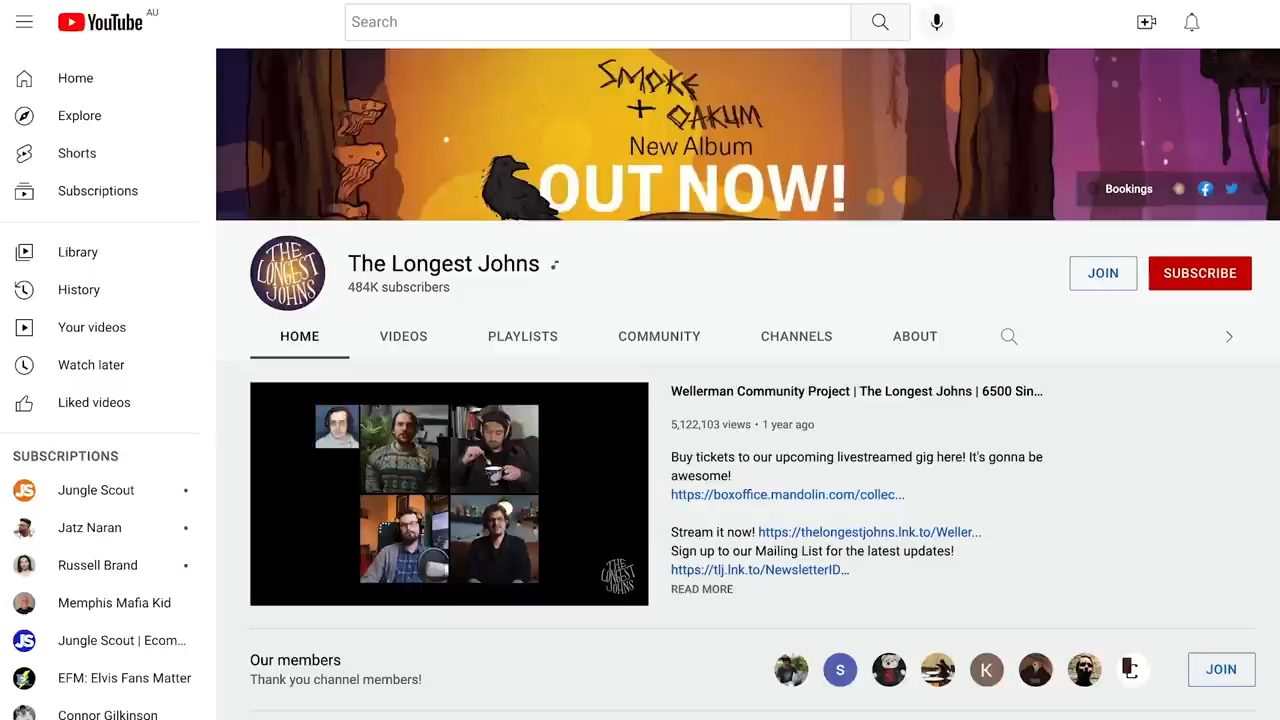 YouTube AU
Search
Home
Explore
Shorts
Subscriptions
Library
History
Your videos
Watch later
Liked videos
SUBSCRIPTIONS
Jungle Scout
Jatz Naran
Russell Brand
Memphis Mafia Kid
Jungle Scout | Ecom...
EFM: Elvis Fans Matter
Connor Gilkinson
SMOKE
+ OAKUM
New Album
OUT NOW!
Bookings
THE
LONGEST
JOHNS
The Longest Johns
484K subscribers
JOIN
SUBSCRIBE
HOME
VIDEOS
PLAYLISTS
COMMUNITY
CHANNELS
ABOUT
THE
LONGEST
JOHNS
Wellerman Community Project | The Longest Johns | 6500 Sin...
5,122,103 views • 1 year ago
Buy tickets to our upcoming livestreamed gig here! It's gonna be
awesome!
https://boxoffice.mandolin.com/collec...
Stream it now! https://thelongestjohns.lnk.to/Weller...
Sign up to our Mailing List for the latest updates!
https://tlj.lnk.to/NewsletterID...
READ MORE
Our members
Thank you channel members!
S
K
JOIN